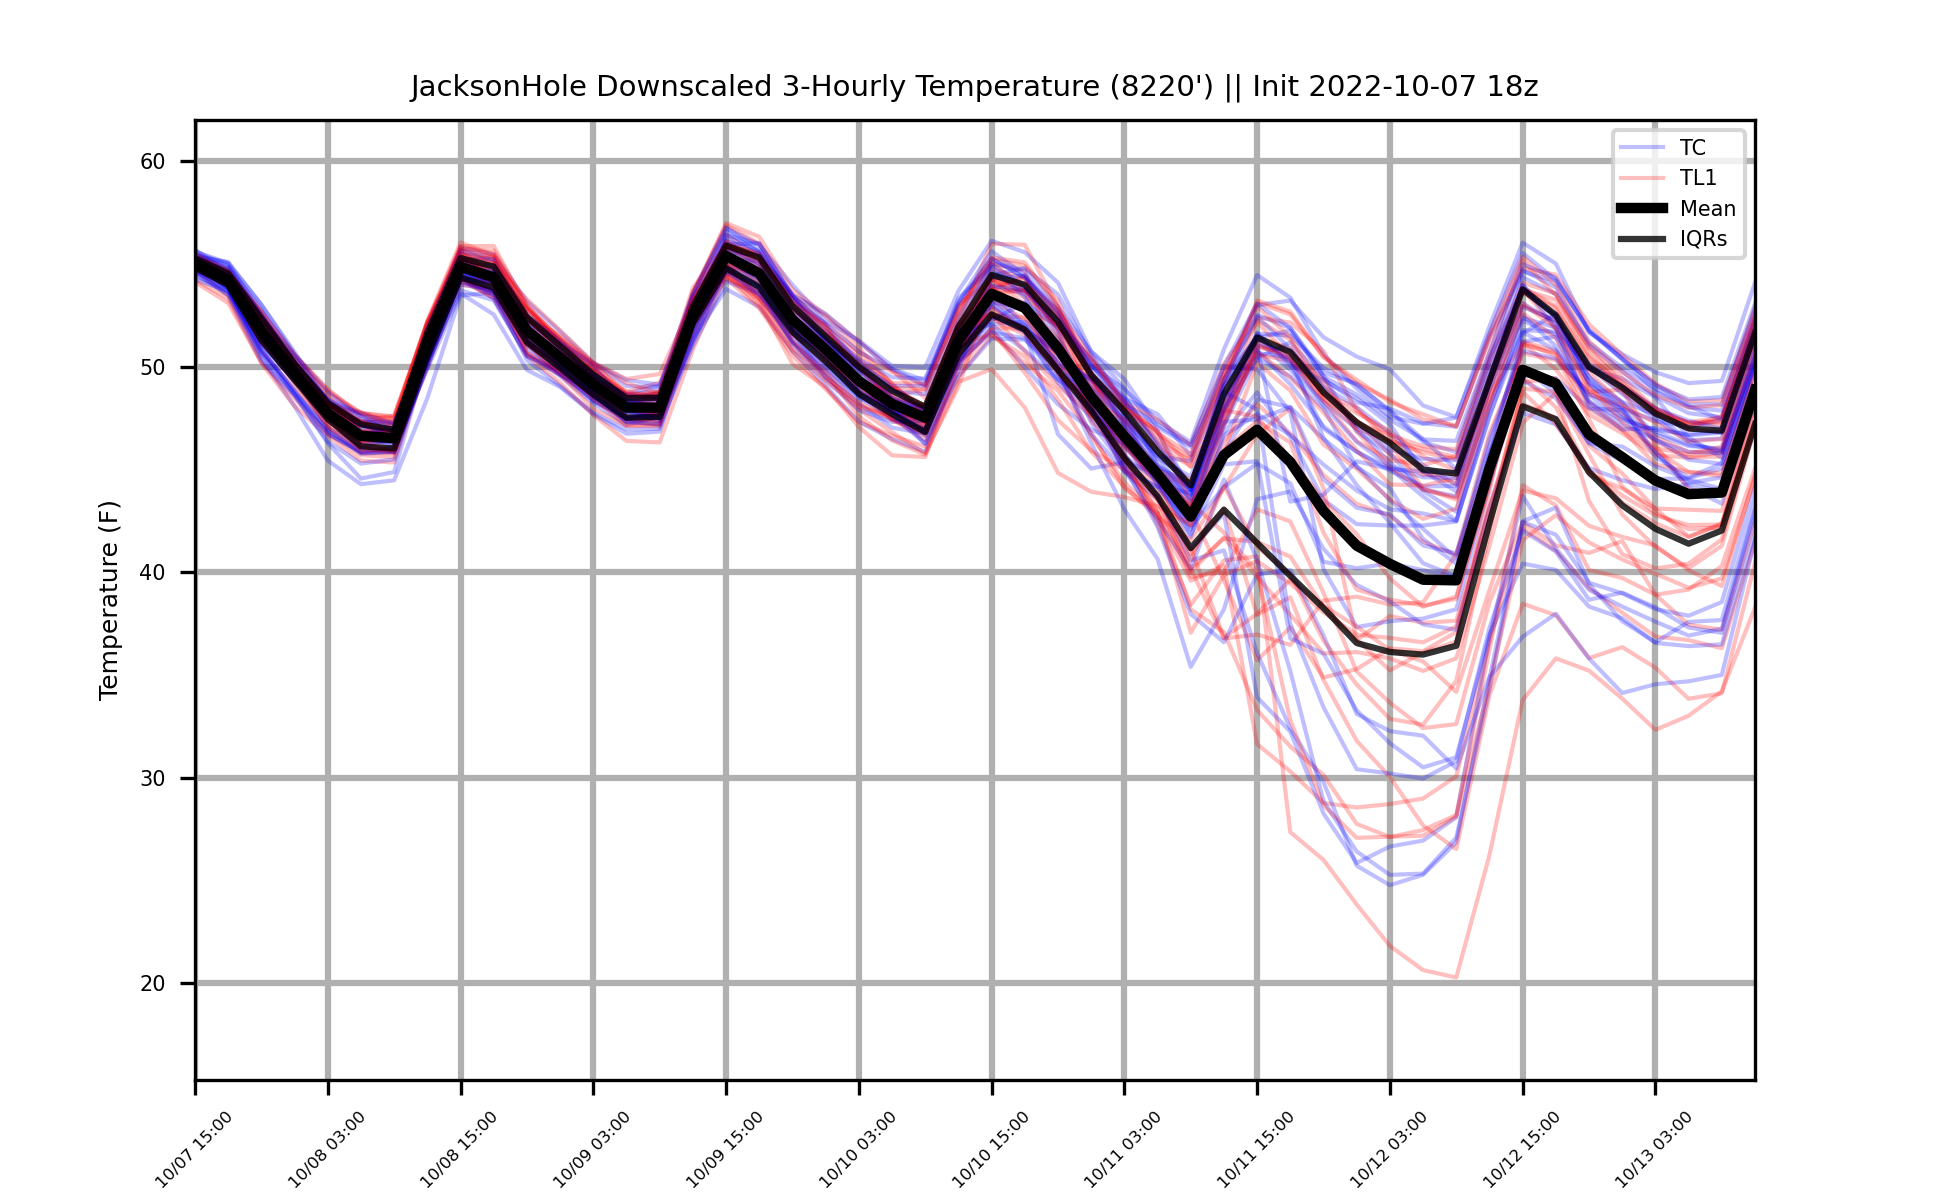 JacksonHole Downscaled 3-Hourly Temperature (8220') || Init 2022-10-07 18z
TC
TL1
Mean
IQRs
Temperature (F)
60
50
40
30
20
10/07 15:00
10/08 03:00
10/08 15:00
10/09 03:00
10/09 15:00
10/10 03:00
10/10 15:00
10/11 03:00
10/11 15:00
10/12 03:00
10/12 15:00
10/13 03:00